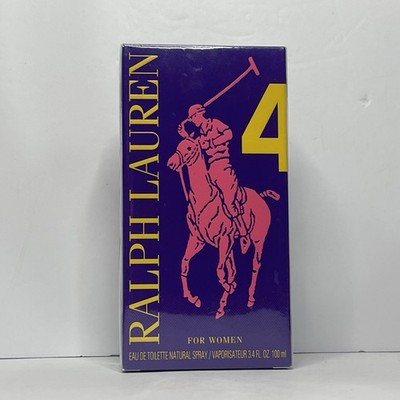 RALPH LAUREN
4
FOR WOMEN
EAU DE TOILETTE NATURAL SPRAY / VAPORISATEUR 3.4 FL. OZ. 100 ml